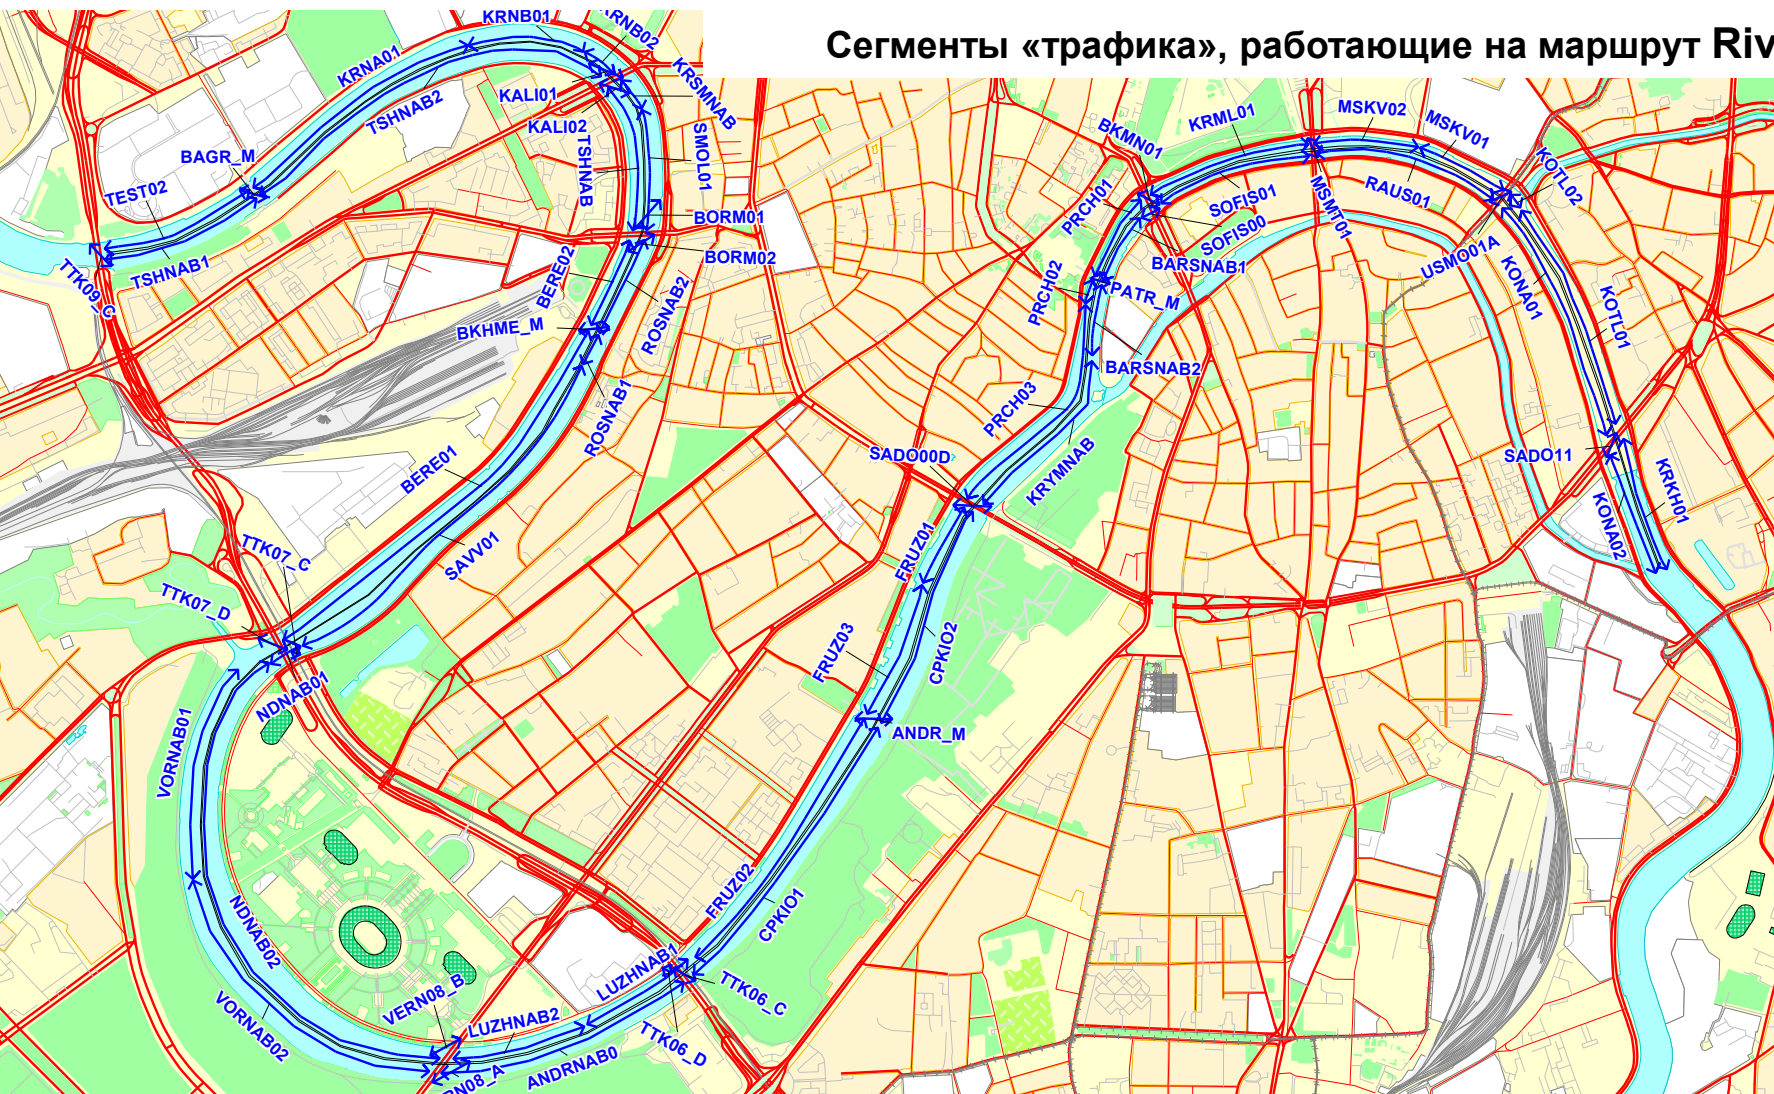 Сегменты «трафика», работающие на маршрут Riv
KRNB01
KRNB02
KRNA01
TSHNAB2
KALI01
KALI02
KRSMNAB
TSHNAB
SMOL01
BAGR_M
TEST02
TSHNAB1
TTK09_C
BORM01
BORM02
BERE02
ROSNAB2
BKHME_M
ROSNAB1
BERE01
SAVV01
TTK07_C
TTK07_D
NDNAB01
VORNAB01
NDNAB02
VORNAB02
VERN08_B
RN08_A
LUZHNAB2
LUZHNAB1
ANDRNAB0
TTK06_D
TTK06_C
FRUZ02
CPKIO1
ANDR_M
FRUZ03
CPKIO2
FRUZ01
SADO00D
KRYMNAB
PRCH03
BARSNAB2
PRCH02
PATR_M
BARSNAB1
PRCH01
BKMN01
SOFIS00
SOFIS01
KRML01
MSMT01
MSKV02
MSKV01
RAUS01
USMO01A
KOTL02
KONA01
KOTL01
SADO11
KRKH01
KONA02